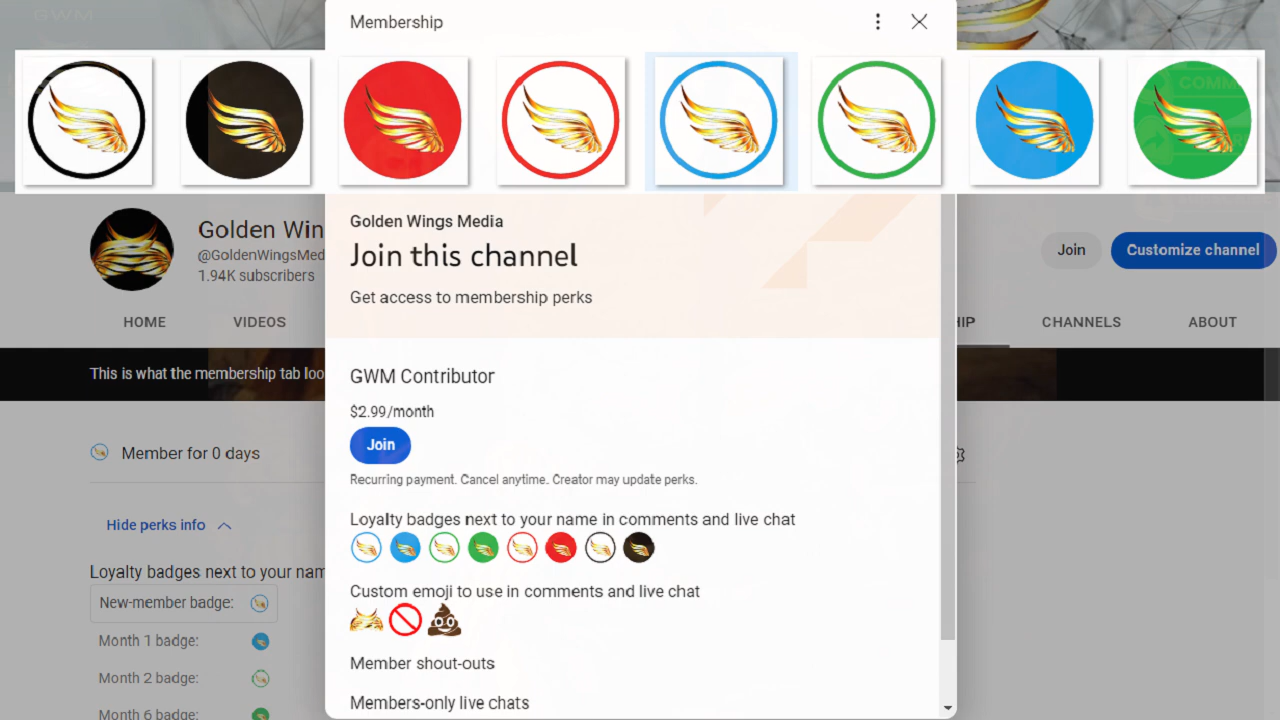 GWM
Membership
Golden Wings Media
Join this channel
Get access to membership perks
Golden Win
@GoldenWingsMed
1.94K subscribers
Join
Customize channel
HOME
VIDEOS
HIP
CHANNELS
ABOUT
This is what the membership tab loo
GWM Contributor
$2.99/month
Join
Recurring payment. Cancel anytime. Creator may update perks.
Member for 0 days
Hide perks info
Loyalty badges next to your name in comments and live chat
Loyalty badges next to your nam
New-member badge:
Month 1 badge:
Month 2 badge:
Month 6 badge:
Custom emoji to use in comments and live chat
Member shout-outs
Members-only live chats